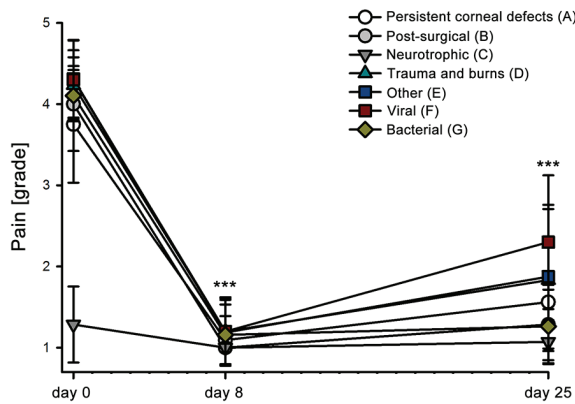 Persistent corneal defects (A)
Post-surgical (B)
Neurotrophic (C)
Trauma and burns (D)
Other (E)
Viral (F)
Bacterial (G)
Pain [grade]
5
4
3
2
1
***
***
day 0
day 8
day 25